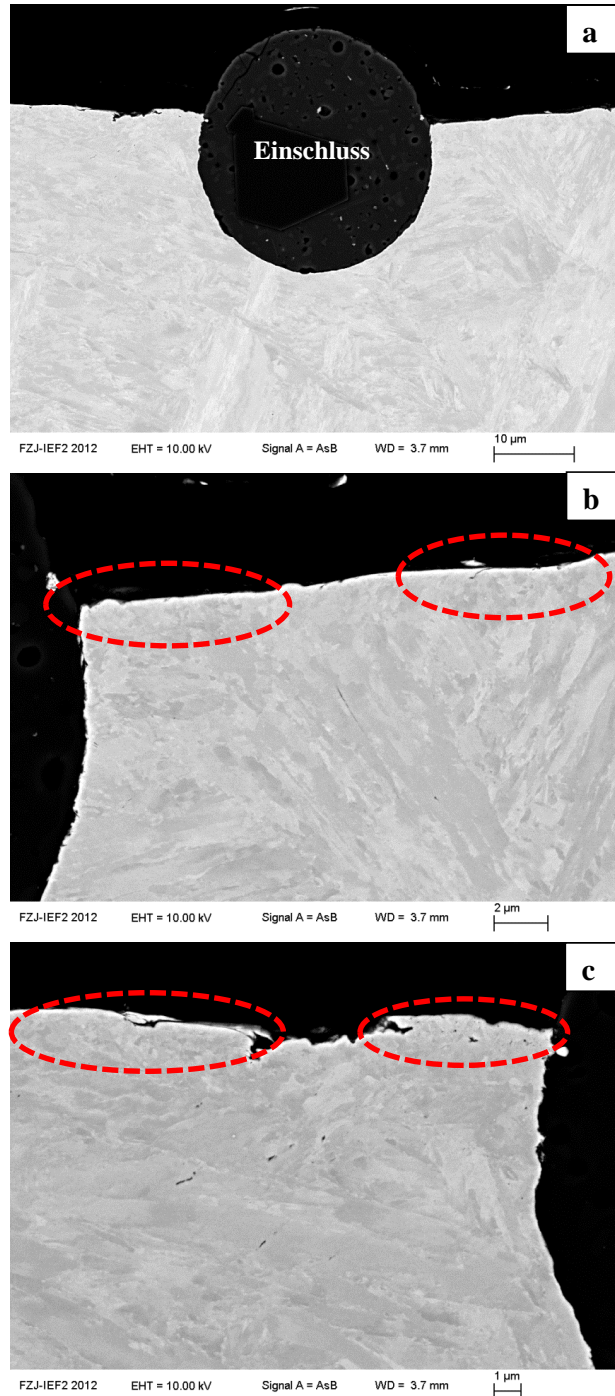 a
Einschluss
10 µm
FZJ-IEF2 2012 EHT = 10.00 kV Signal A = AsB WD = 3.7 mm
b
2 µm
FZJ-IEF2 2012 EHT = 10.00 kV Signal A = AsB WD = 3.7 mm
c
1 µm
FZJ-IEF2 2012 EHT = 10.00 kV Signal A = AsB WD = 3.7 mm